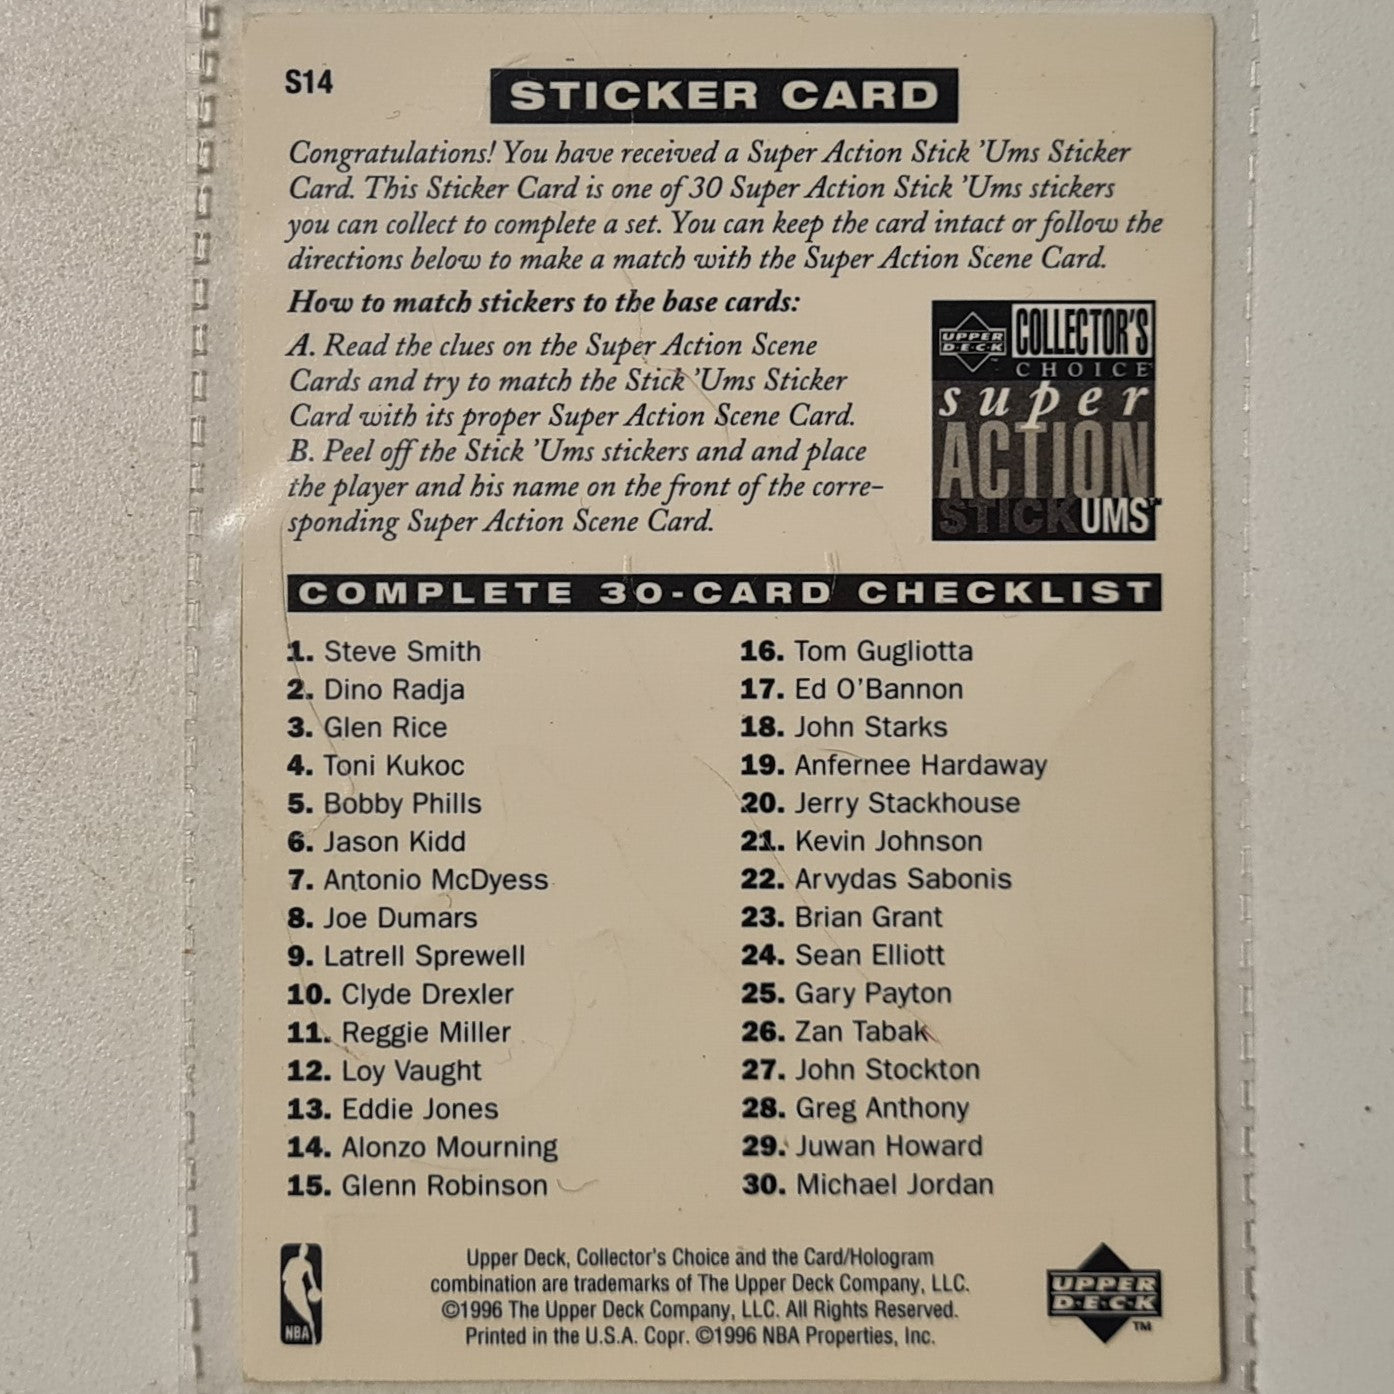 S14
STICKER CARD
Congratulations! You have received a Super Action Stick 'Ums Sticker
Card. This Sticker Card is one of 30 Super Action Stick 'Ums stickers
you can collect to complete a set. You can keep the card intact or follow the
directions below to make a match with the Super Action Scene Card.
How to match stickers to the base cards:
A. Read the clues on the Super Action Scene
Cards and try to match the Stick 'Ums Sticker
Card with its proper Super Action Scene Card.
B. Peel off the Stick 'Ums stickers and and place
the player and his name on the front of the corre-
sponding Super Action Scene Card.
UPPER
DECK
COLLECTOR'S
CHOICE
super
ACTION
STICKUMS™
COMPLETE 30-CARD CHECKLIST
1. Steve Smith
2. Dino Radja
3. Glen Rice
4. Toni Kukoc
5. Bobby Phills
6. Jason Kidd
7. Antonio McDyess
8. Joe Dumars
9. Latrell Sprewell
10. Clyde Drexler
11. Reggie Miller
12. Loy Vaught
13. Eddie Jones
14. Alonzo Mourning
15. Glenn Robinson
16. Tom Gugliotta
17. Ed O'Bannon
18. John Starks
19. Anfernee Hardaway
20. Jerry Stackhouse
21. Kevin Johnson
22. Arvydas Sabonis
23. Brian Grant
24. Sean Elliott
25. Gary Payton
26. Zan Tabak
27. John Stockton
28. Greg Anthony
29. Juwan Howard
30. Michael Jordan
NBA
Upper Deck, Collector's Choice and the Card/Hologram
combination are trademarks of The Upper Deck Company, LLC.
©1996 The Upper Deck Company, LLC. All Rights Reserved.
Printed in the U.S.A. Copr. ©1996 NBA Properties, Inc.
UPPER
DECK
™